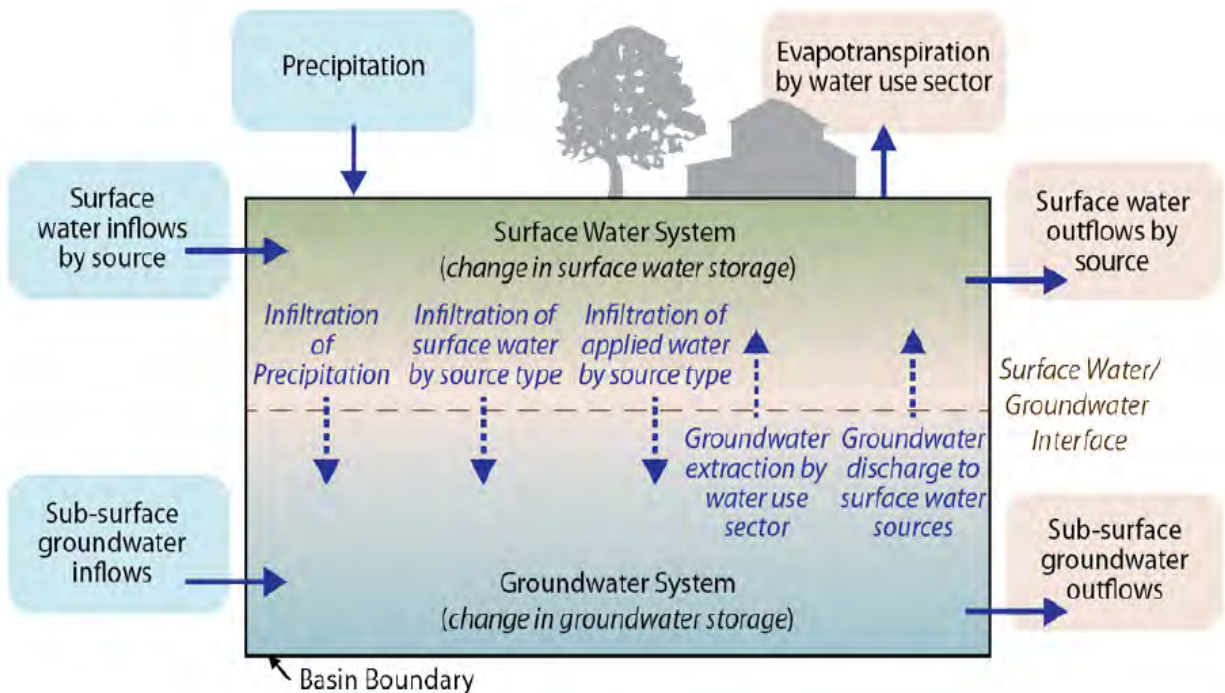 Precipitation
Evapotranspiration
by water use sector
Surface
water inflows
by source
Surface Water System
(change in surface water storage)
Surface water
outflows by
source
Infiltration
of
Precipitation
Infiltration of
surface water
by source type
Infiltration of
applied water
by source type
Surface Water/
Groundwater
Interface
Groundwater
extraction by
water use
sector
Groundwater
discharge to
surface water
sources
Sub-surface
groundwater
inflows
Groundwater System
(change in groundwater storage)
Sub-surface
groundwater
outflows
Basin Boundary